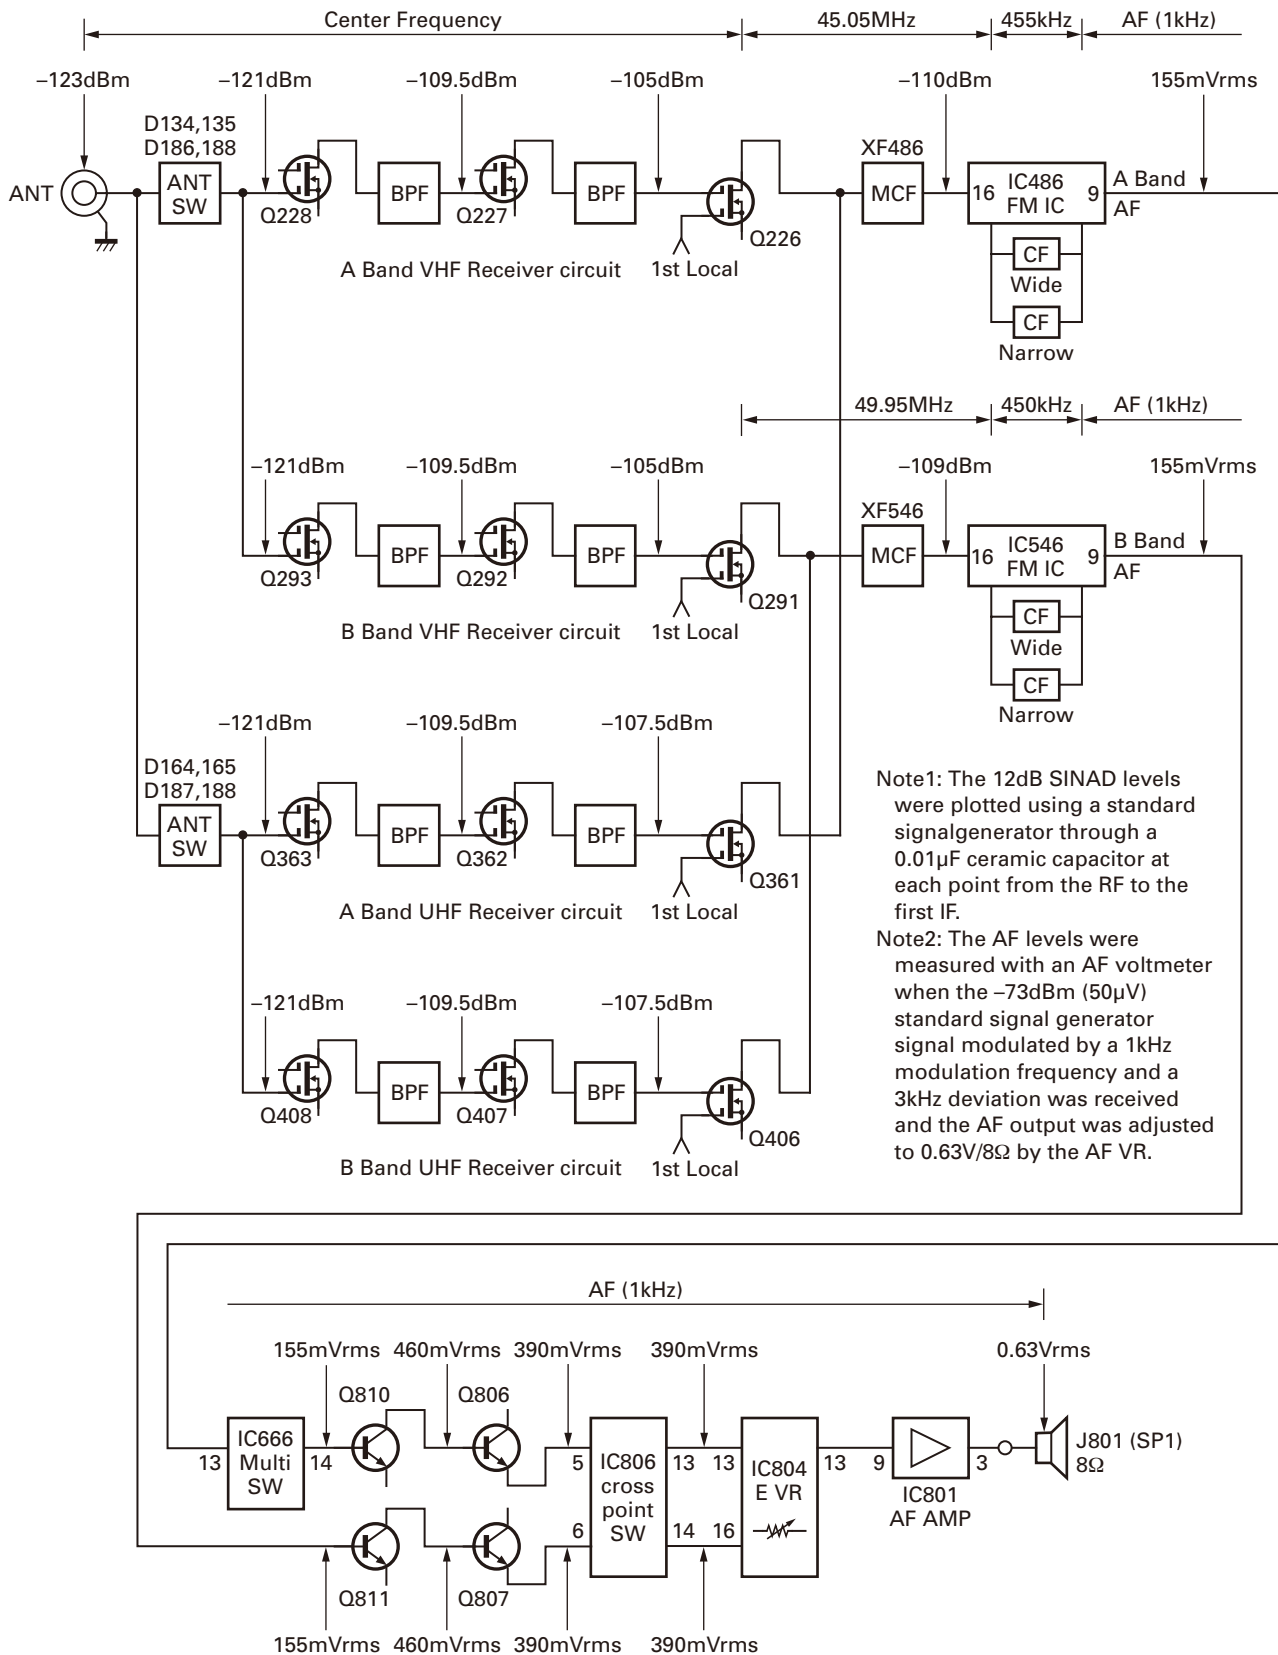 Center Frequency
45.05MHz
455kHz
AF (1kHz)
–123dBm
–121dBm
–109.5dBm
–105dBm
–110dBm
155mVrms
D134,135
D186,188
XF486
ANT
ANT
SW
BPF
BPF
MCF
16
IC486
FM IC
9
A Band
AF
Q228
Q227
Q226
A Band VHF Receiver circuit
1st Local
CF
Wide
CF
Narrow
49.95MHz
450kHz
AF (1kHz)
–121dBm
–109.5dBm
–105dBm
–109dBm
155mVrms
XF546
BPF
BPF
MCF
16
IC546
FM IC
9
B Band
AF
Q293
Q292
Q291
B Band VHF Receiver circuit
1st Local
CF
Wide
CF
Narrow
–121dBm
–109.5dBm
–107.5dBm
D164,165
D187,188
ANT
SW
BPF
BPF
Q363
Q362
Q361
A Band UHF Receiver circuit
1st Local
–121dBm
–109.5dBm
–107.5dBm
BPF
BPF
Q408
Q407
Q406
B Band UHF Receiver circuit
1st Local
Note1: The 12dB SINAD levels
were plotted using a standard
signalgenerator through a
0.01µF ceramic capacitor at
each point from the RF to the
first IF.
Note2: The AF levels were
measured with an AF voltmeter
when the –73dBm (50µV)
standard signal generator
signal modulated by a 1kHz
modulation frequency and a
3kHz deviation was received
and the AF output was adjusted
to 0.63V/8Ω by the AF VR.
AF (1kHz)
155mVrms
460mVrms
390mVrms
390mVrms
0.63Vrms
Q810
Q806
13
IC666
Multi
SW
14
5
IC806
cross
point
SW
13
13
IC804
E VR
13
9
3
IC801
AF AMP
J801 (SP1)
8Ω
6
14
16
Q811
Q807
155mVrms
460mVrms
390mVrms
390mVrms